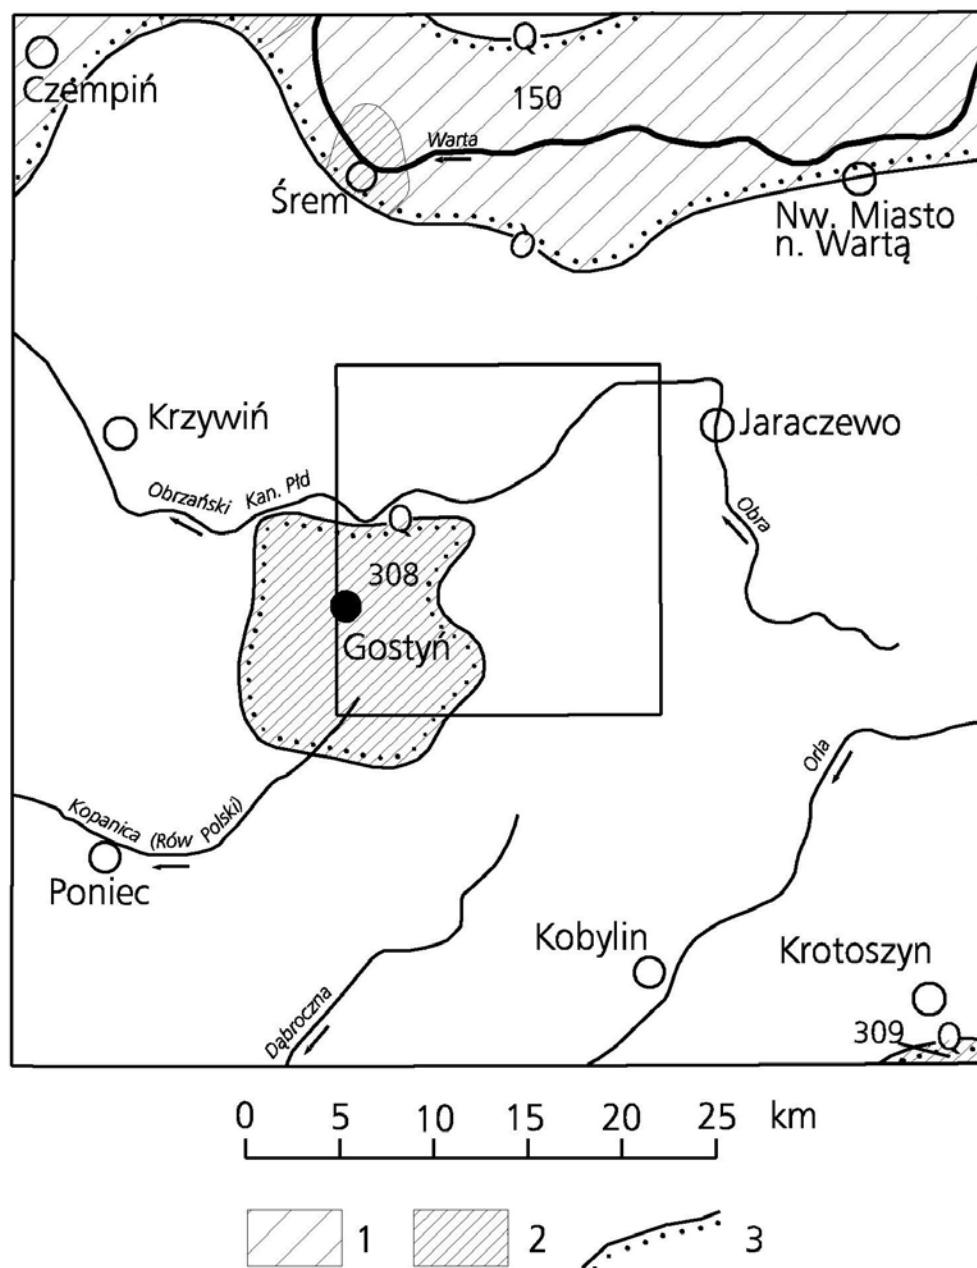 Q
Czempiń
150
Warta
Śrem
Nw. Miasto
n. Wartą
Q
Krzywiń
Jaraczewo
Obrzański Kan. Płd
Q
Obra
308
Gostyń
Orla
Kopanica (Rów Polski)
Poniec
Kobylin
Krotoszyn
Dąbroczna
309
Q
0 5 10 15 20 25 km
1 2 3